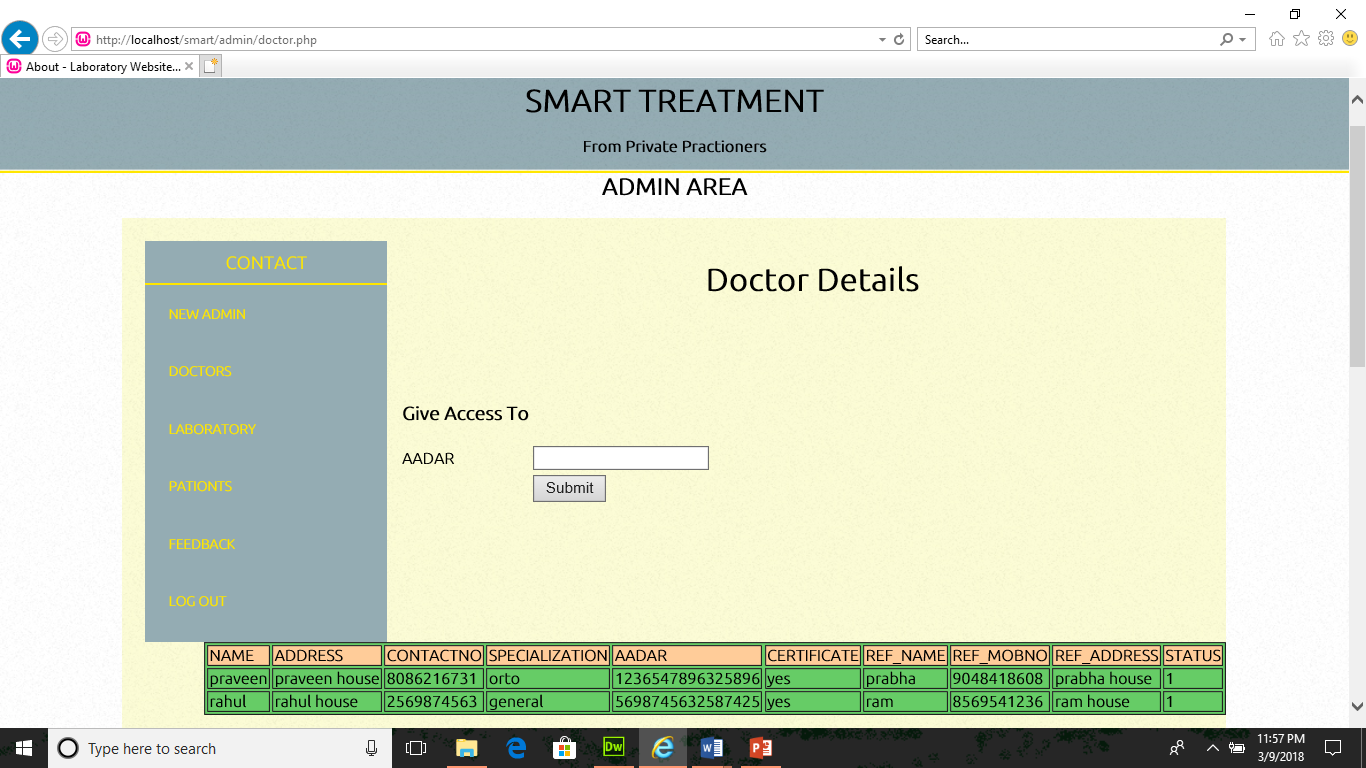 http://localhost/smart/admin/doctor.php
Search...
About - Laboratory Website...
SMART TREATMENT
From Private Practioners
ADMIN AREA
CONTACT
NEW ADMIN
DOCTORS
LABORATORY
PATIONTS
FEEDBACK
LOG OUT
Doctor Details
Give Access To
AADAR
Submit
NAME ADDRESS CONTACTNO SPECIALIZATION AADAR CERTIFICATE REF_NAME REF_MOBNO REF_ADDRESS STATUS
praveen praveen house 8086216731 orto 1236547896325896 yes prabha 9048418608 prabha house 1
rahul rahul house 2569874563 general 5698745632587425 yes ram 8569541236 ram house 1
Type here to search
Dw
11:57 PM
3/9/2018